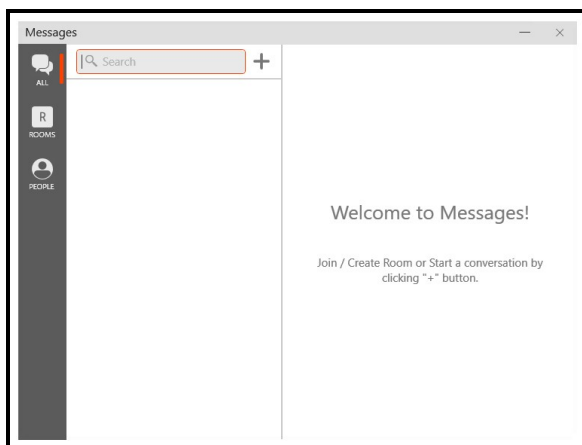 Messages
ALL
Search
R
ROOMS
PEOPLE
Welcome to Messages!
Join / Create Room or Start a conversation by
clicking "+" button.